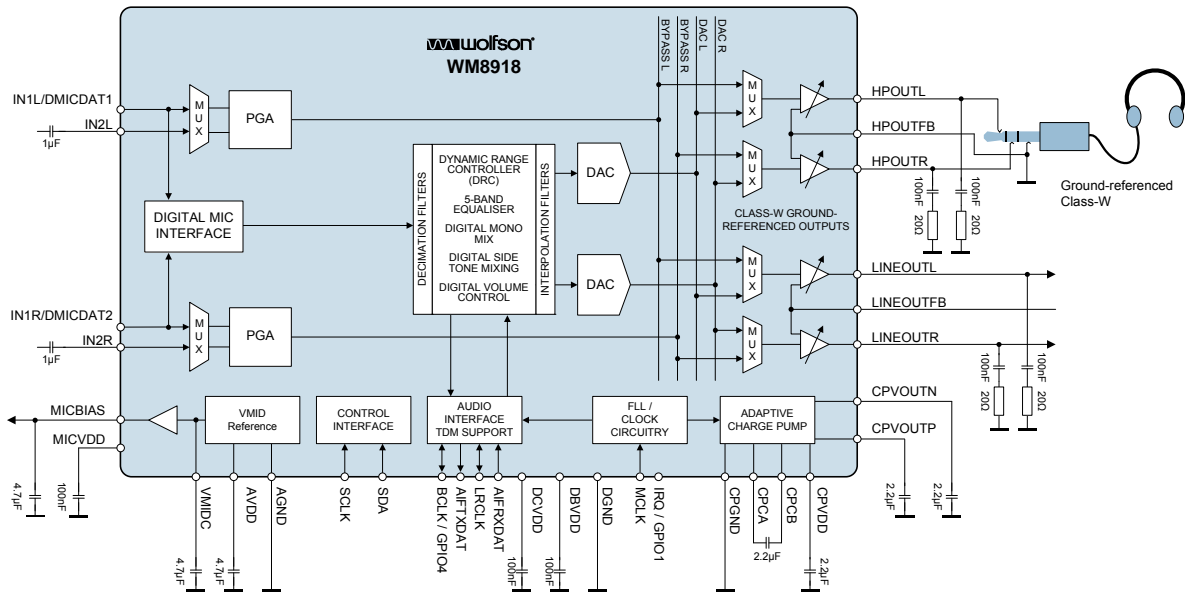 wolfson
WM8918
BYPASS L
BYPASS R
DAC L
DAC R
IN1L/DMICDAT1
IN2L
1µF
MUX
PGA
MUX
MUX
HPOUTL
HPOUTFB
HPOUTR
100nF
20Ω
100nF
20Ω
Ground-referenced
Class-W
DIGITAL MIC
INTERFACE
DECIMATION FILTERS
DYNAMIC RANGE
CONTROLLER
(DRC)
5-BAND
EQUALISER
DIGITAL MONO
MIX
DIGITAL SIDE
TONE MIXING
DIGITAL VOLUME
CONTROL
INTERPOLATION FILTERS
DAC
DAC
CLASS-W GROUND-
REFERENCED OUTPUTS
MUX
MUX
LINEOUTL
LINEOUTFB
LINEOUTR
100nF
20Ω
100nF
20Ω
IN1R/DMICDAT2
IN2R
1µF
MUX
PGA
MICBIAS
MICVDD
4.7µF
100nF
VMID
Reference
CONTROL
INTERFACE
AUDIO
INTERFACE
TDM SUPPORT
FLL /
CLOCK
CIRCUITRY
ADAPTIVE
CHARGE PUMP
CPVOUTN
CPVOUTP
2.2µF
2.2µF
VMIDC
AVDD
AGND
SCLK
SDA
BCLK / GPIO4
AIFTXDAT
LRCLK
AIFRXDAT
DCVDD
DBVDD
DGND
MCLK
IRQ / GPIO1
CPGND
CPPCA
CPPCB
CPVDD
4.7µF
4.7µF
100nF
100nF
2.2µF
2.2µF